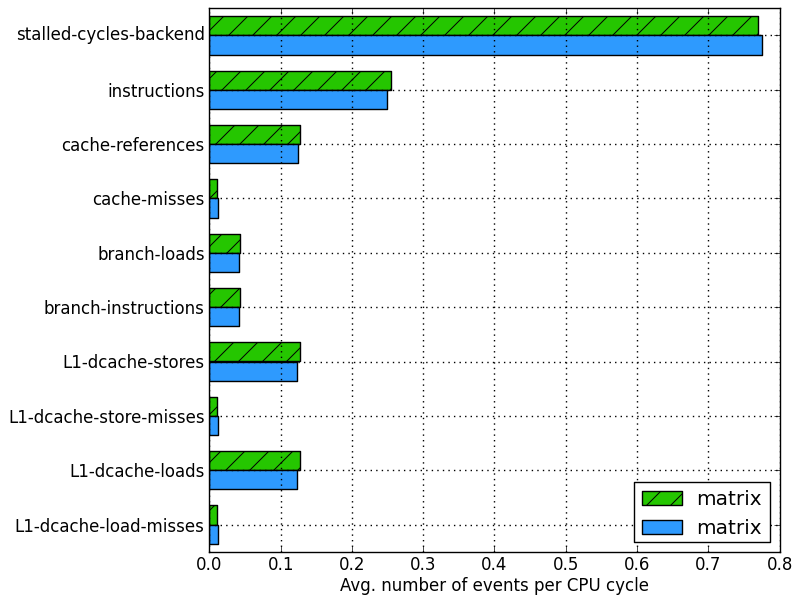 stalled-cycles-backend
instructions
cache-references
cache-misses
branch-loads
branch-instructions
L1-dcache-stores
L1-dcache-store-misses
L1-dcache-loads
L1-dcache-load-misses
matrix
matrix
0.0 0.1 0.2 0.3 0.4 0.5 0.6 0.7 0.8
Avg. number of events per CPU cycle